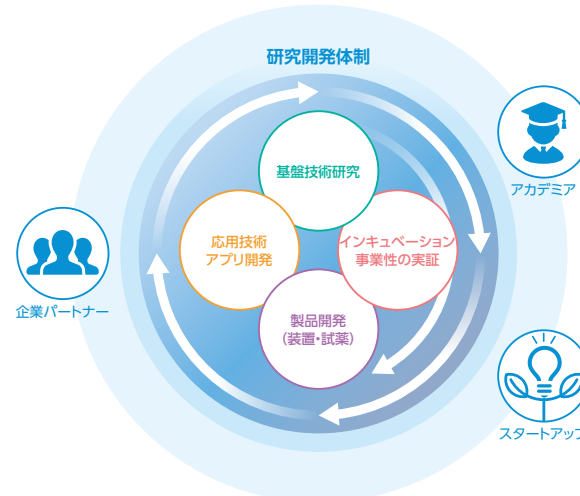 研究開発体制
基盤技術研究
アカデミア
応用技術
アプリ開発
インキュベーション
事業性の実証
企業パートナー
製品開発
(装置・試薬)
スタートアップ